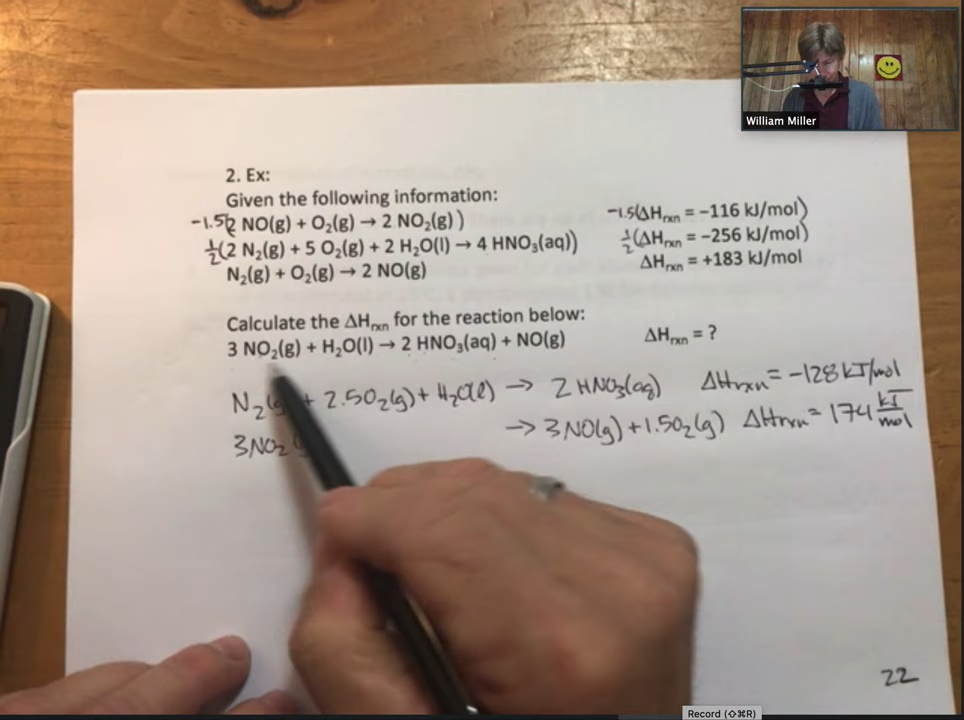 William Miller
2. Ex:
Given the following information:
-1.5(2 NO(g) + O₂(g) → 2 NO₂(g)) -1.5(ΔHrxn = −116 kJ/mol)
½(2 N₂(g) + 5 O₂(g) + 2 H₂O(l) → 4 HNO₃(aq)) ½(ΔHrxn = −256 kJ/mol)
N₂(g) + O₂(g) → 2 NO(g) ΔHrxn = +183 kJ/mol
Calculate the ΔHrxn for the reaction below:
3 NO₂(g) + H₂O(l) → 2 HNO₃(aq) + NO(g) ΔHrxn = ?
N₂(g) + 2.5O₂(g) + H₂O(l) → 2 HNO₃(aq) ΔHrxn = -128 kJ/mol
3NO₂ → 3NO(g) + 1.5O₂(g) ΔHrxn = 174 kJ/mol
22
Record (⇧⌘R)